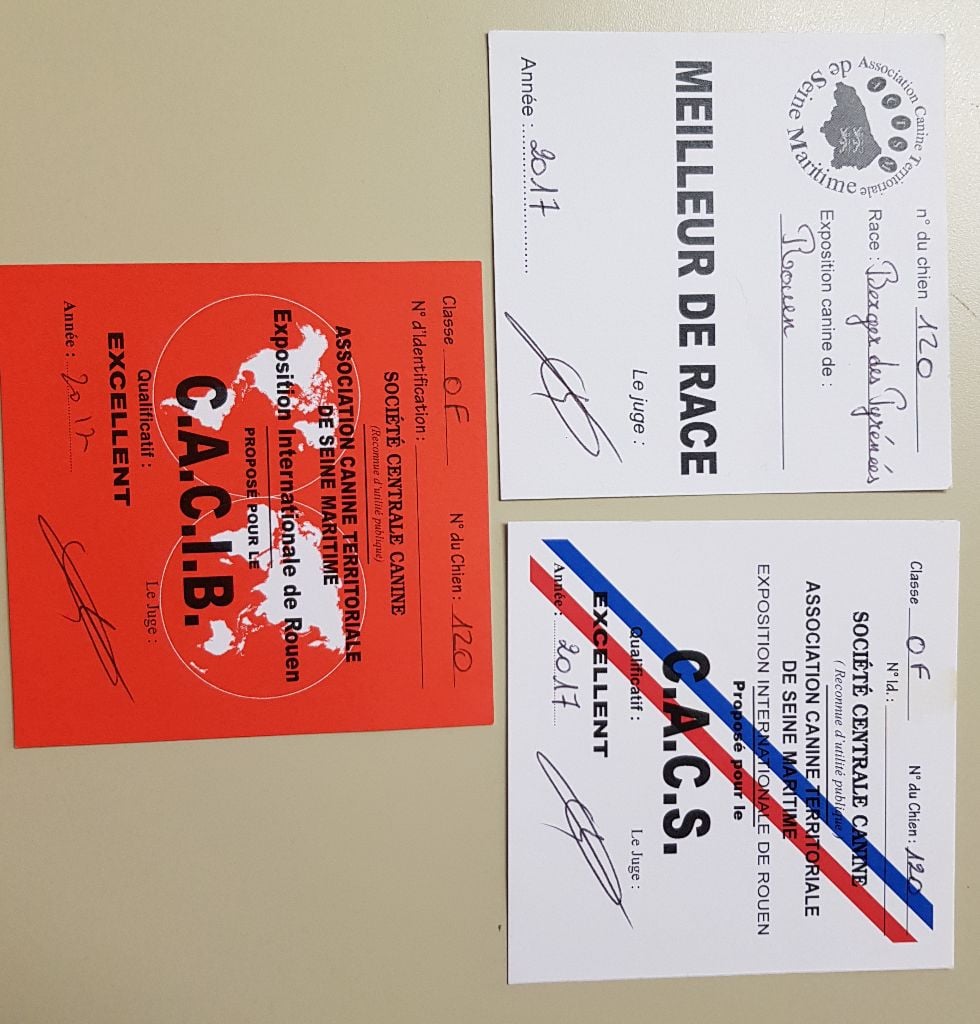 Association Canine Territoriale
A C T S M
de Seine Maritime
n° du chien 120
Race : Berger des Pyrénées
Exposition canine de :
Rouen
MEILLEUR DE RACE
Année : 2017
Le juge :
Classe OF N° du Chien : 120
N° Id. :
SOCIÉTÉ CENTRALE CANINE
(Reconnue d'utilité publique)
ASSOCIATION CANINE TERRITORIALE
DE SEINE MARITIME
EXPOSITION INTERNATIONALE DE ROUEN
Proposé pour le
C.A.C.S.
Qualificatif :
Le Juge :
EXCELLENT
Année : 2017
Classe OF N° du Chien : 120
N° d'identification :
SOCIÉTÉ CENTRALE CANINE
(Reconnue d'utilité publique)
ASSOCIATION CANINE TERRITORIALE
DE SEINE MARITIME
Exposition Internationale de Rouen
PROPOSÉ POUR LE
C.A.C.I.B.
Qualificatif :
Le Juge :
EXCELLENT
Année : 2017